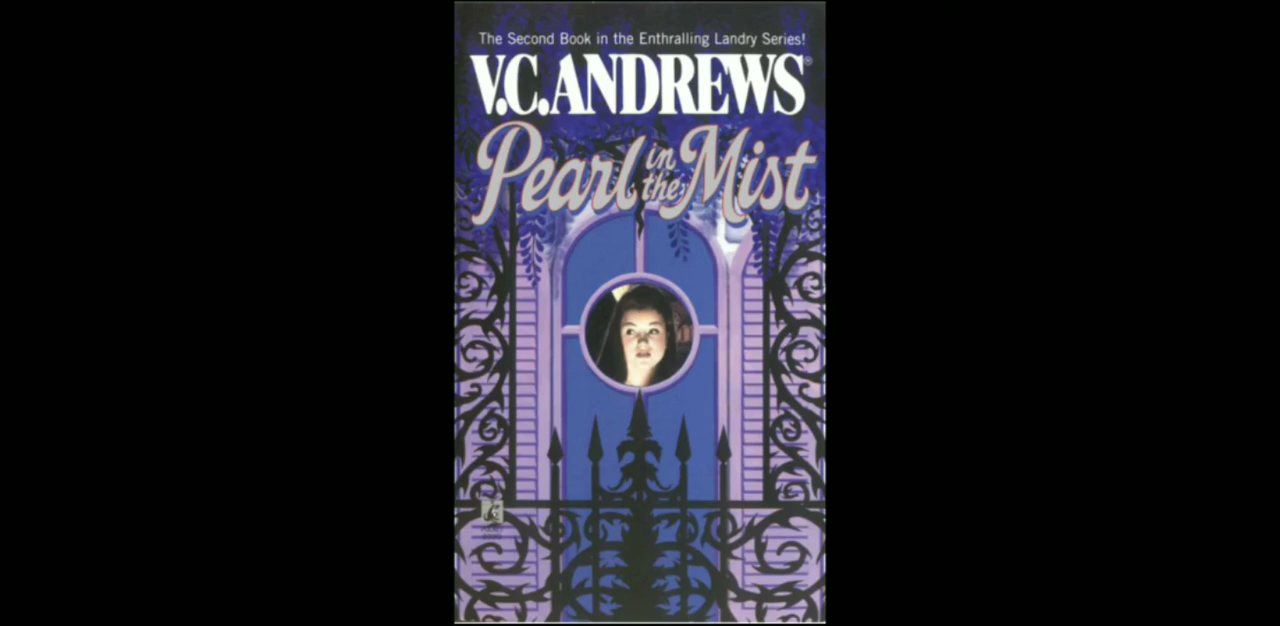 The Second Book in the Enthralling Landry Series!
V.C. ANDREWS®
Pearl in the Mist